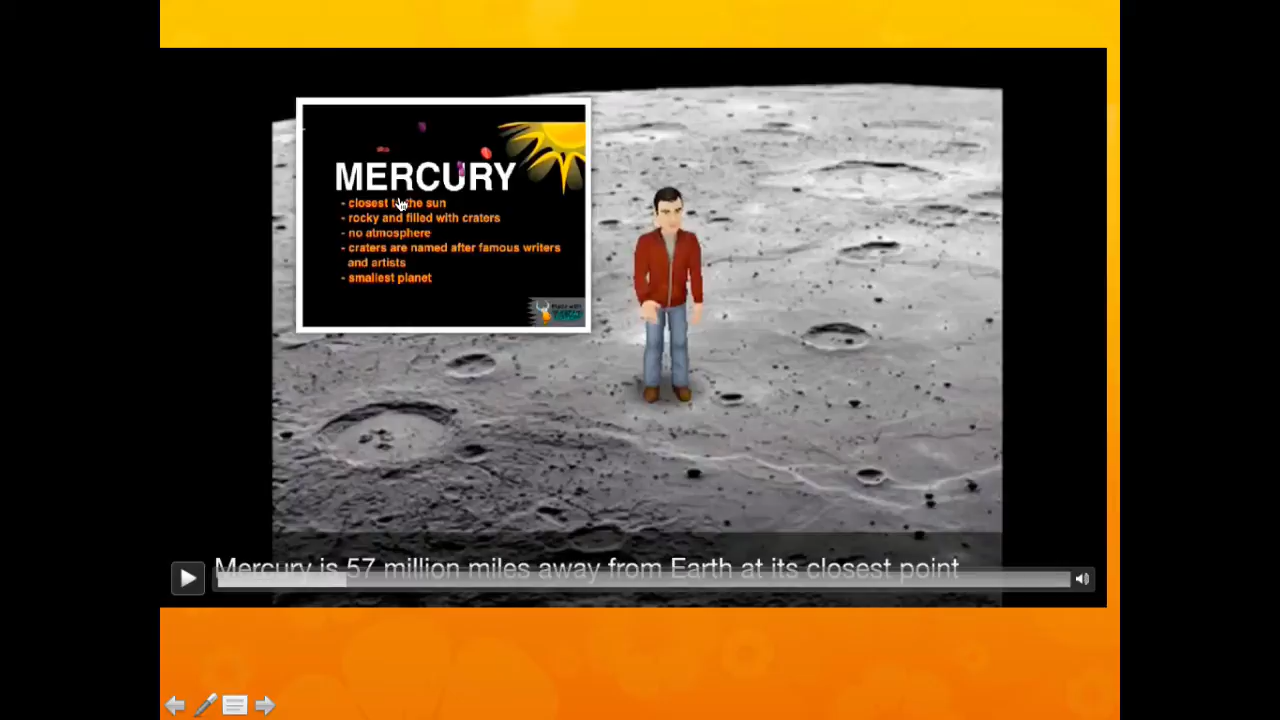 MERCURY
- closest to the sun
- rocky and filled with craters
- no atmosphere
- craters are named after famous writers
and artists
- smallest planet
Mercury is 57 million miles away from Earth at its closest point